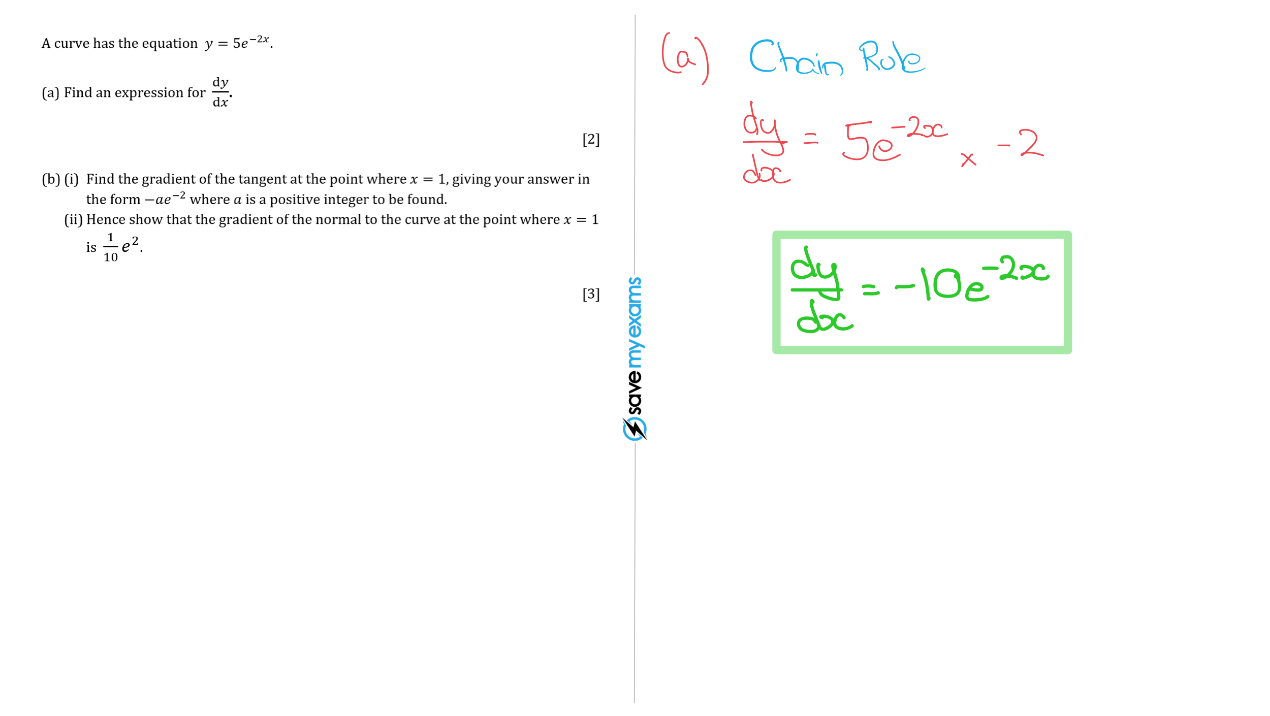 A curve has the equation y = 5e⁻²ˣ.
(a) Find an expression for dy/dx.
[2]
(b) (i) Find the gradient of the tangent at the point where x = 1, giving your answer in
the form −ae⁻² where a is a positive integer to be found.
(ii) Hence show that the gradient of the normal to the curve at the point where x = 1
is 1/10 e².
[3]
save my exams
(a) Chain Rule
dy/dx = 5e⁻²ˣ × -2
dy/dx = -10e⁻²ˣ